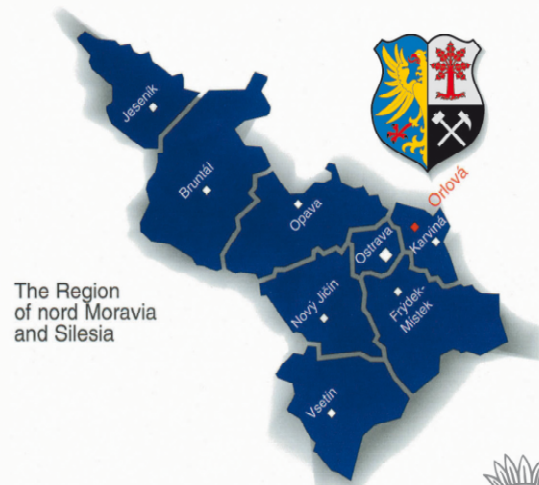 Jeseník
Bruntál
Opava
Orlová
Ostrava
Karviná
Nový Jičín
Frýdek-
Místek
Vsetín
The Region
of nord Moravia
and Silesia